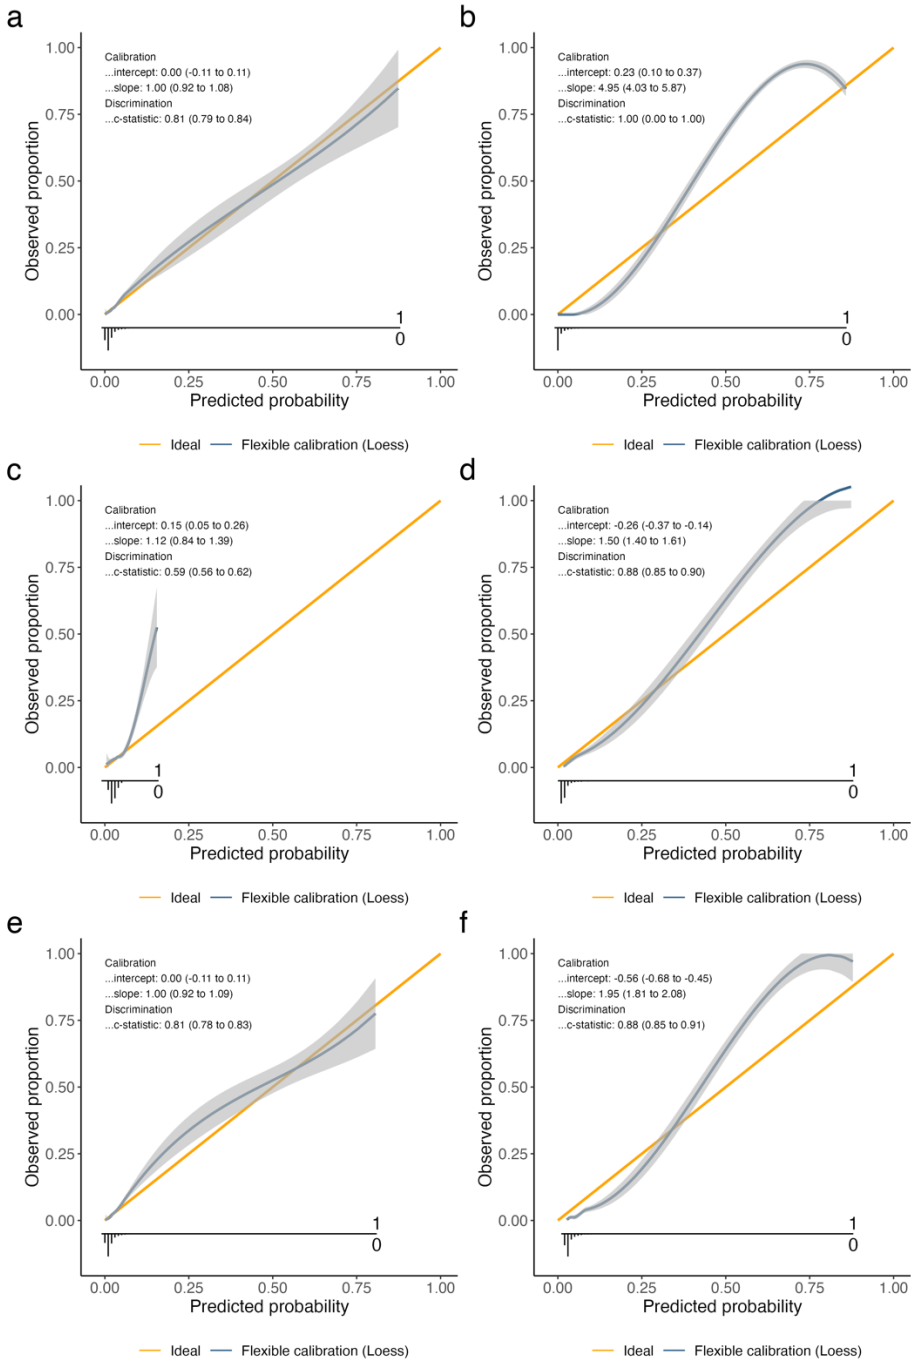 a
1.00
0.75
0.50
0.25
0.00
Observed proportion
Calibration
...intercept: 0.00 (-0.11 to 0.11)
...slope: 1.00 (0.92 to 1.08)
Discrimination
...c-statistic: 0.81 (0.79 to 0.84)
1
0
0.00 0.25 0.50 0.75 1.00
Predicted probability
Ideal Flexible calibration (Loess)
b
1.00
0.75
0.50
0.25
0.00
Observed proportion
Calibration
...intercept: 0.23 (0.10 to 0.37)
...slope: 4.95 (4.03 to 5.87)
Discrimination
...c-statistic: 1.00 (0.00 to 1.00)
1
0
0.00 0.25 0.50 0.75 1.00
Predicted probability
Ideal Flexible calibration (Loess)
c
1.00
0.75
0.50
0.25
0.00
Observed proportion
Calibration
...intercept: 0.15 (0.05 to 0.26)
...slope: 1.12 (0.84 to 1.39)
Discrimination
...c-statistic: 0.59 (0.56 to 0.62)
1
0
0.00 0.25 0.50 0.75 1.00
Predicted probability
Ideal Flexible calibration (Loess)
d
1.00
0.75
0.50
0.25
0.00
Observed proportion
Calibration
...intercept: -0.26 (-0.37 to -0.14)
...slope: 1.50 (1.40 to 1.61)
Discrimination
...c-statistic: 0.88 (0.85 to 0.90)
1
0
0.00 0.25 0.50 0.75 1.00
Predicted probability
Ideal Flexible calibration (Loess)
e
1.00
0.75
0.50
0.25
0.00
Observed proportion
Calibration
...intercept: 0.00 (-0.11 to 0.11)
...slope: 1.00 (0.92 to 1.09)
Discrimination
...c-statistic: 0.81 (0.78 to 0.83)
1
0
0.00 0.25 0.50 0.75 1.00
Predicted probability
Ideal Flexible calibration (Loess)
f
1.00
0.75
0.50
0.25
0.00
Observed proportion
Calibration
...intercept: -0.56 (-0.68 to -0.45)
...slope: 1.95 (1.81 to 2.08)
Discrimination
...c-statistic: 0.88 (0.85 to 0.91)
1
0
0.00 0.25 0.50 0.75 1.00
Predicted probability
Ideal Flexible calibration (Loess)